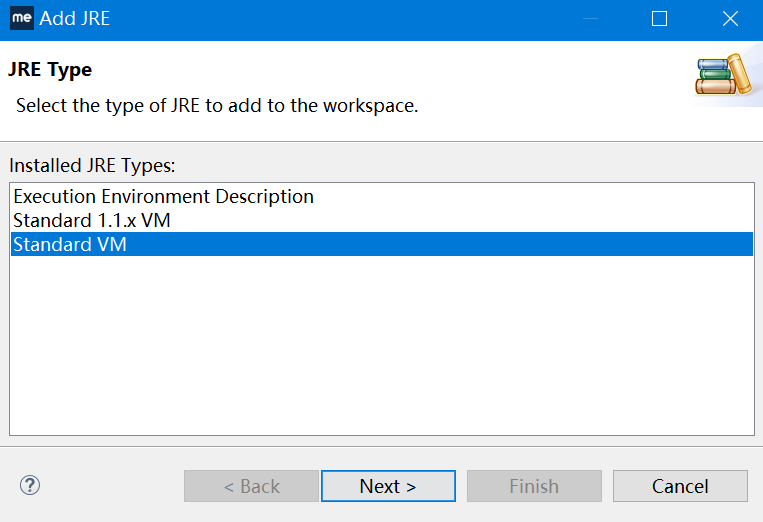 me Add JRE
JRE Type
Select the type of JRE to add to the workspace.
Installed JRE Types:
Execution Environment Description
Standard 1.1.x VM
Standard VM
? < Back Next > Finish Cancel